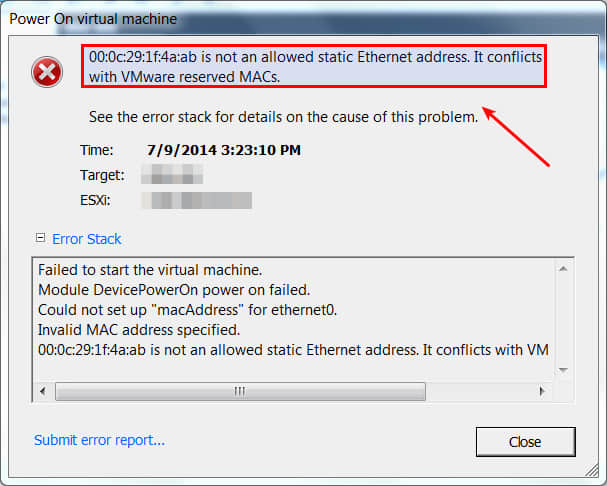 Power On virtual machine
00:0c:29:1f:4a:ab is not an allowed static Ethernet address. It conflicts
with VMware reserved MACs.
See the error stack for details on the cause of this problem.
Time: 7/9/2014 3:23:10 PM
Target:
ESXi:
Error Stack
Failed to start the virtual machine.
Module DevicePowerOn power on failed.
Could not set up "macAddress" for ethernet0.
Invalid MAC address specified.
00:0c:29:1f:4a:ab is not an allowed static Ethernet address. It conflicts with VM
Submit error report...
Close